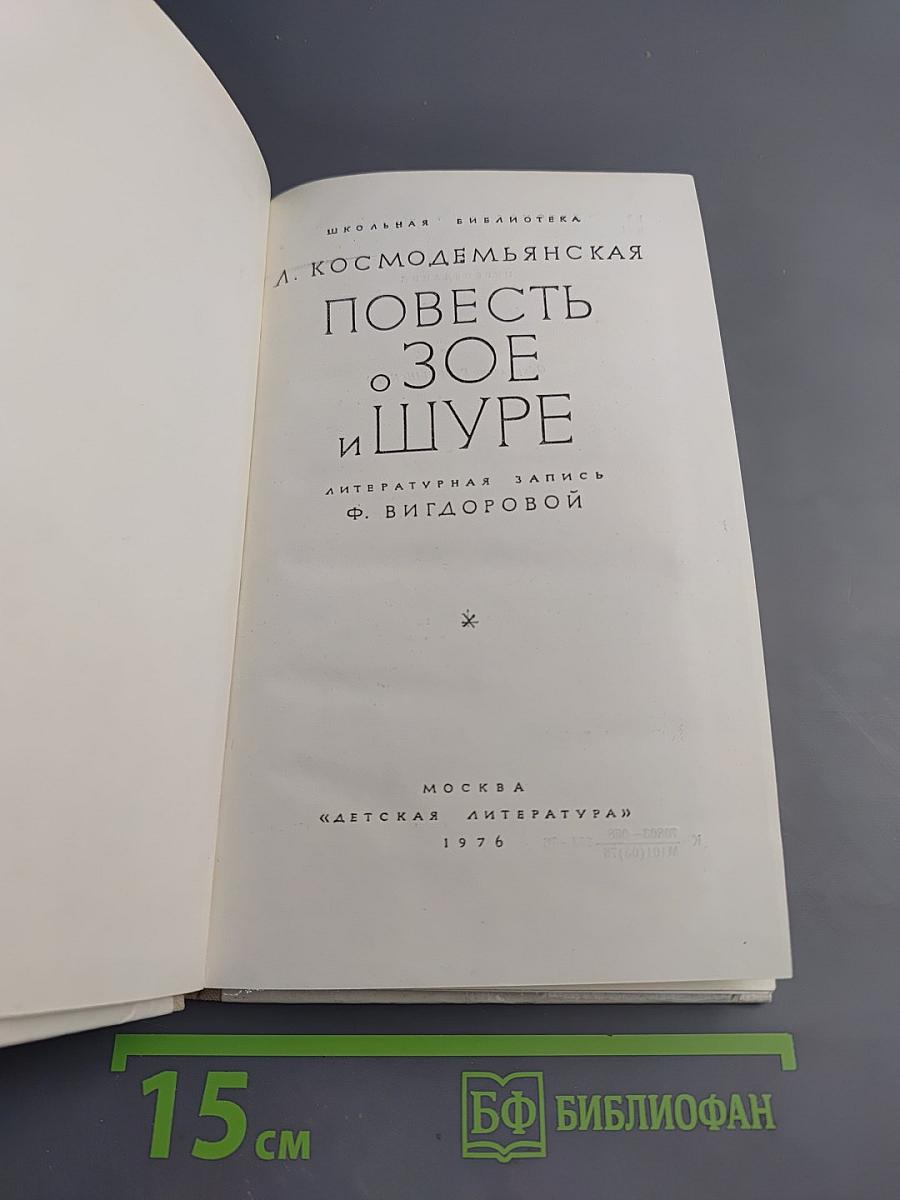 ШКОЛЬНАЯ БИБЛИОТЕКА
Л. КОСМОДЕМЬЯНСКАЯ
ПОВЕСТЬ
О ЗОЕ
И ШУРЕ
ЛИТЕРАТУРНАЯ ЗАПИСЬ
Ф. ВИГДОРОВОЙ
*
МОСКВА
«ДЕТСКАЯ ЛИТЕРАТУРА»
1976
15 см
БФ БИБЛИОФАН